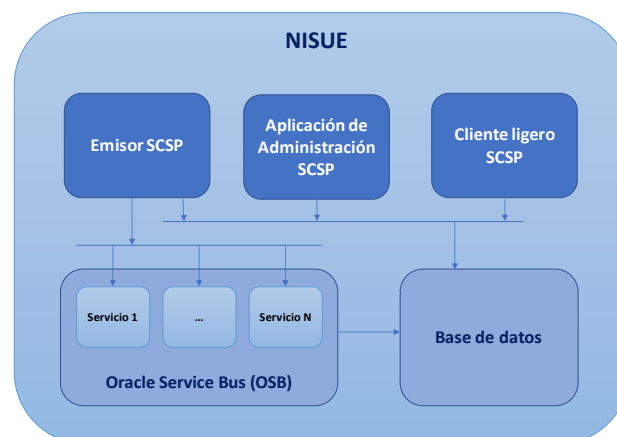 NISUE
Emisor SCSP
Aplicación de
Administración
SCSP
Cliente ligero
SCSP
Servicio 1
...
Servicio N
Oracle Service Bus (OSB)
Base de datos